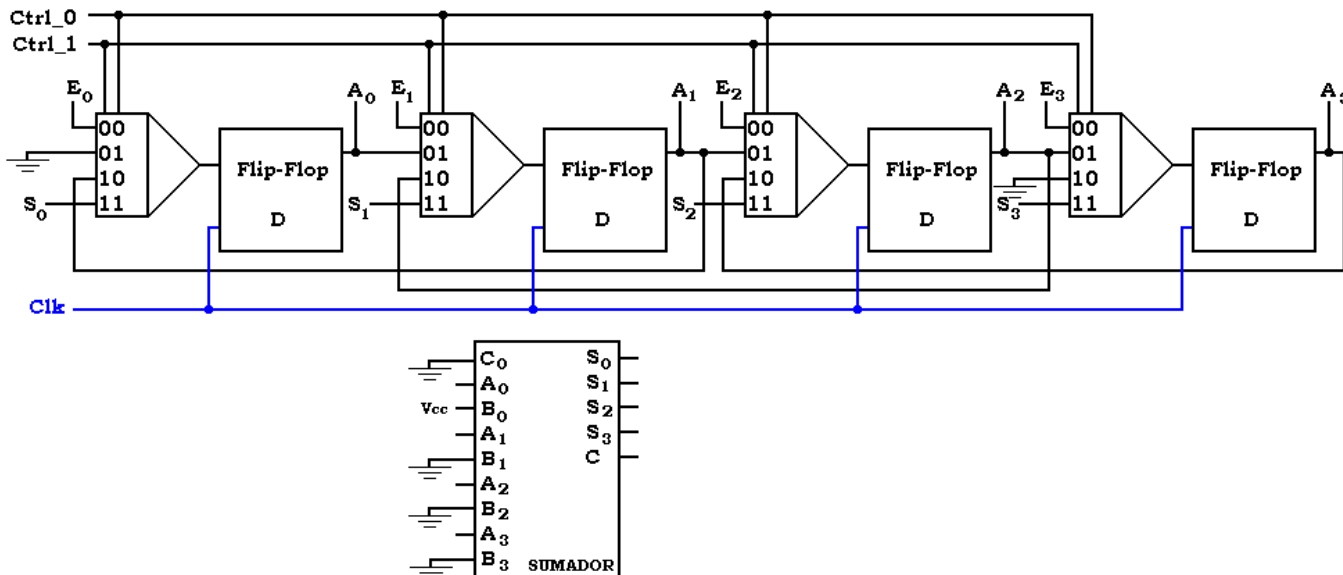 Ctrl_0
Ctrl_1
E₀ A₀ E₁ A₁ E₂ A₂ E₃
00 00 00 00
01 Flip-Flop 01 Flip-Flop 01 Flip-Flop 01 Flip-Flop
10 10 10 10
S₀ 11 S₁ 11 S₂ 11 S₃ 11
D D D D
Clk
C₀ S₀
A₀ S₁
Vcc B₀ S₂
A₁ S₃
B₁ C
A₂
B₂
A₃
B₃ SUMADOR